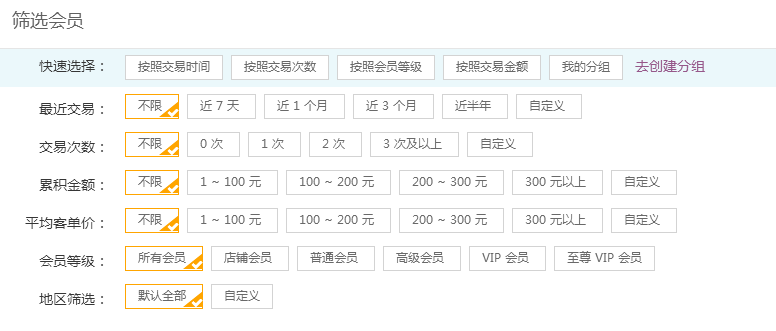 筛选会员
快速选择： 按照交易时间 按照交易次数 按照会员等级 按照交易金额 我的分组 去创建分组
最近交易： 不限 近 7 天 近 1 个月 近 3 个月 近半年 自定义
交易次数： 不限 0 次 1 次 2 次 3 次及以上 自定义
累积金额： 不限 1 ~ 100 元 100 ~ 200 元 200 ~ 300 元 300 元以上 自定义
平均客单价： 不限 1 ~ 100 元 100 ~ 200 元 200 ~ 300 元 300 元以上 自定义
会员等级： 所有会员 店铺会员 普通会员 高级会员 VIP 会员 至尊 VIP 会员
地区筛选： 默认全部 自定义